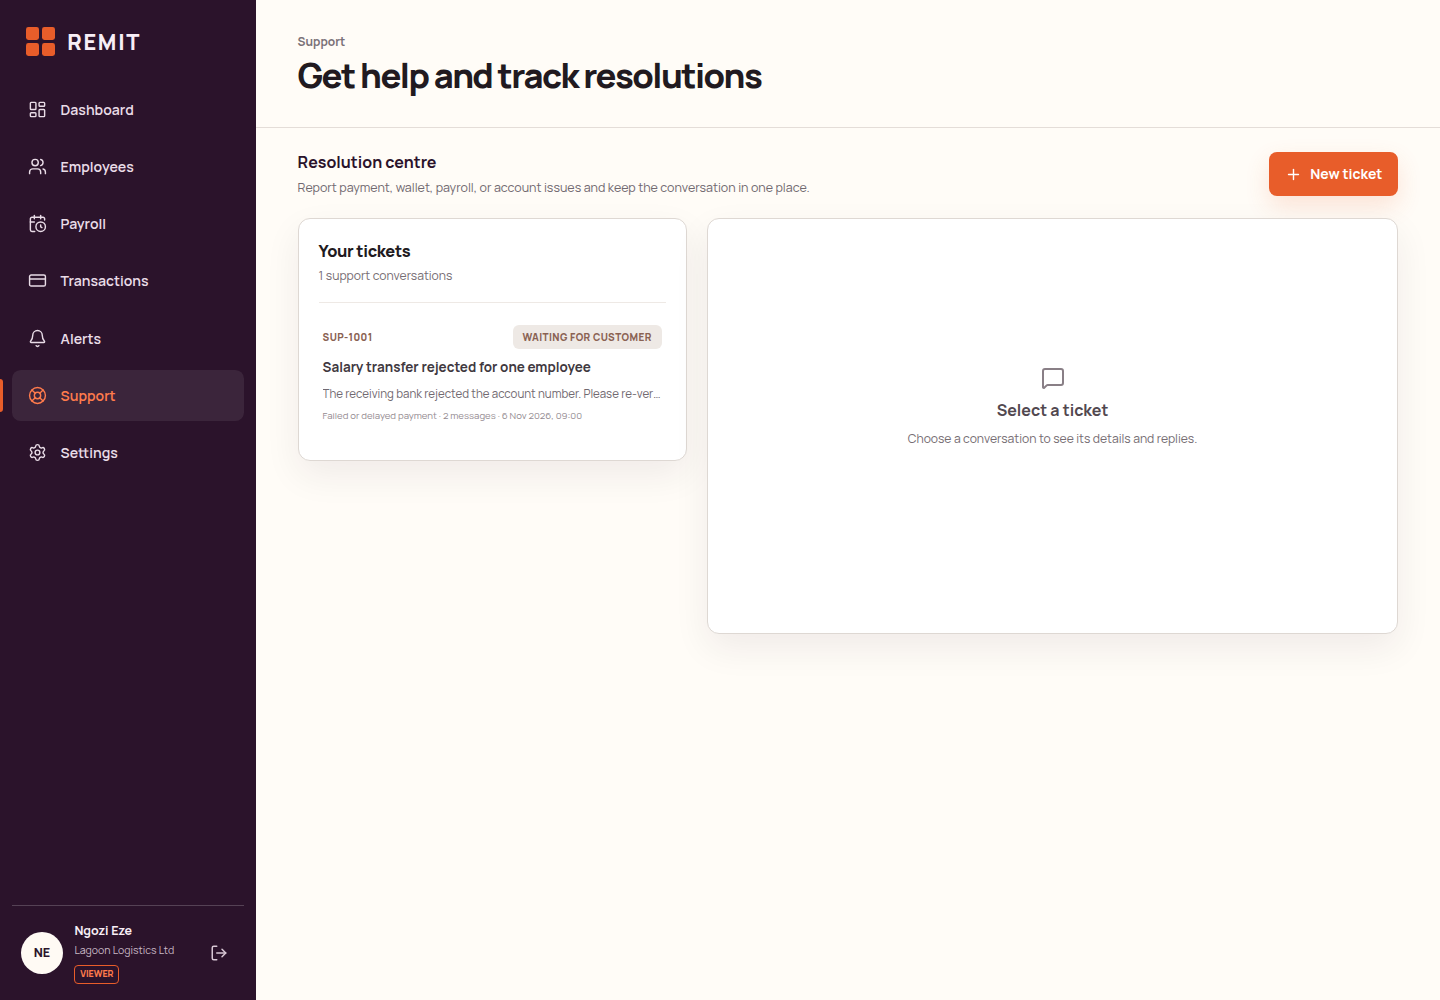 REMIT
Dashboard
Employees
Payroll
Transactions
Alerts
Support
Settings
NE
Ngozi Eze
Lagoon Logistics Ltd
VIEWER
Support
Get help and track resolutions
Resolution centre
Report payment, wallet, payroll, or account issues and keep the conversation in one place.
New ticket
Your tickets
1 support conversations
SUP-1001
WAITING FOR CUSTOMER
Salary transfer rejected for one employee
The receiving bank rejected the account number. Please re-ver...
Failed or delayed payment · 2 messages · 6 Nov 2026, 09:00
Select a ticket
Choose a conversation to see its details and replies.